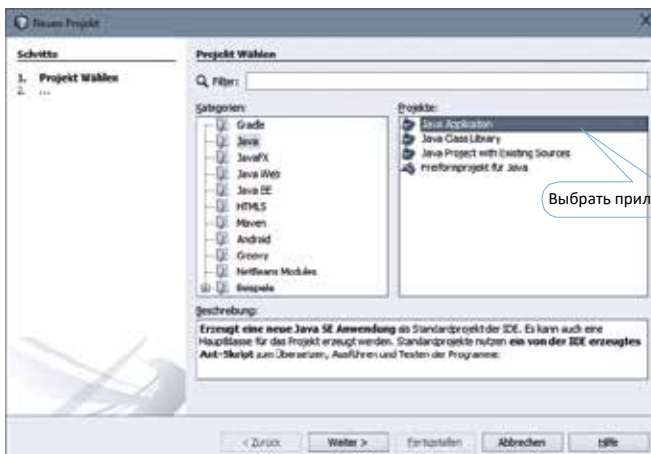 Neues Projekt
Schritte
1. Projekt Wählen
2. ...
Projekt Wählen
Filter:
Kategorien:
Gradle
Java
JavaFX
Java Web
Java EE
HTML5
Maven
Android
Groovy
NetBeans Modules
Beispiele
Projekte:
Java Application
Java Class Library
Java Project with Existing Sources
Freiformprojekt für Java
Выбрать прил
Beschreibung:
Erzeugt eine neue Java SE Anwendung als Standardprojekt der IDE. Es kann auch eine
Hauptklasse für das Projekt erzeugt werden. Standardprojekte nutzen ein von der IDE erzeugtes
Ant-Skript zum Übersetzen, Ausführen und Testen der Programme.
< Zurück
Weiter >
Fertigstellen
Abbrechen
Hilfe